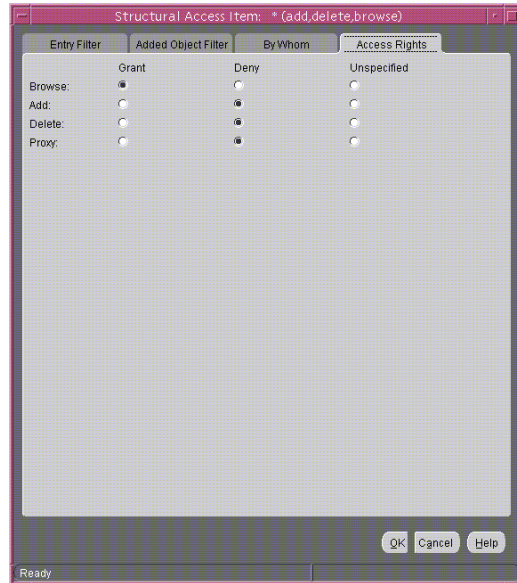 Structural Access Item: * (add,delete,browse)
Entry Filter Added Object Filter By Whom Access Rights
Grant Deny Unspecified
Browse:
Add:
Delete:
Proxy:
OK Cancel Help
Ready